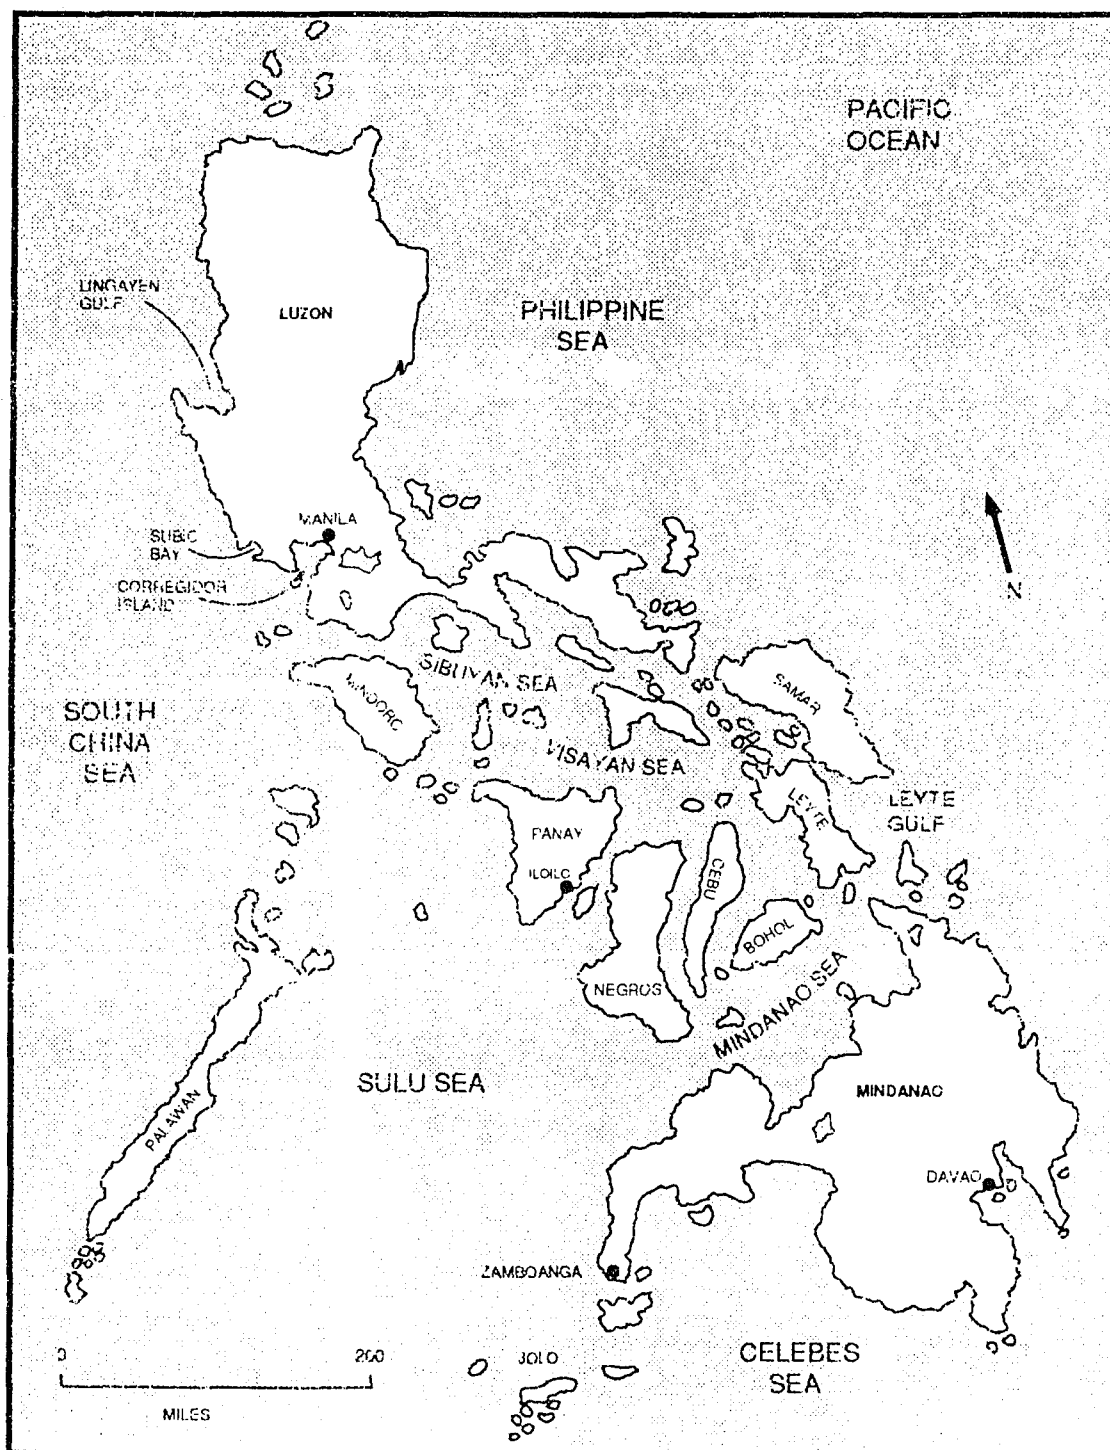 PACIFIC
OCEAN
LINGAYEN
GULF
LUZON
PHILIPPINE
SEA
MANILA
SUBIC
BAY
CORREGIDOR
ISLAND
N
SIBUYAN SEA
MINDORO
SAMAR
SOUTH
CHINA
SEA
VISAYAN SEA
LEYTE
LEYTE
GULF
PANAY
ILOILO
CEBU
BOHOL
NEGROS
MINDANAO SEA
SULU SEA
MINDANAO
PALAWAN
DAVAO
ZAMBOANGA
0 200
MILES
JOLO
CELEBES
SEA